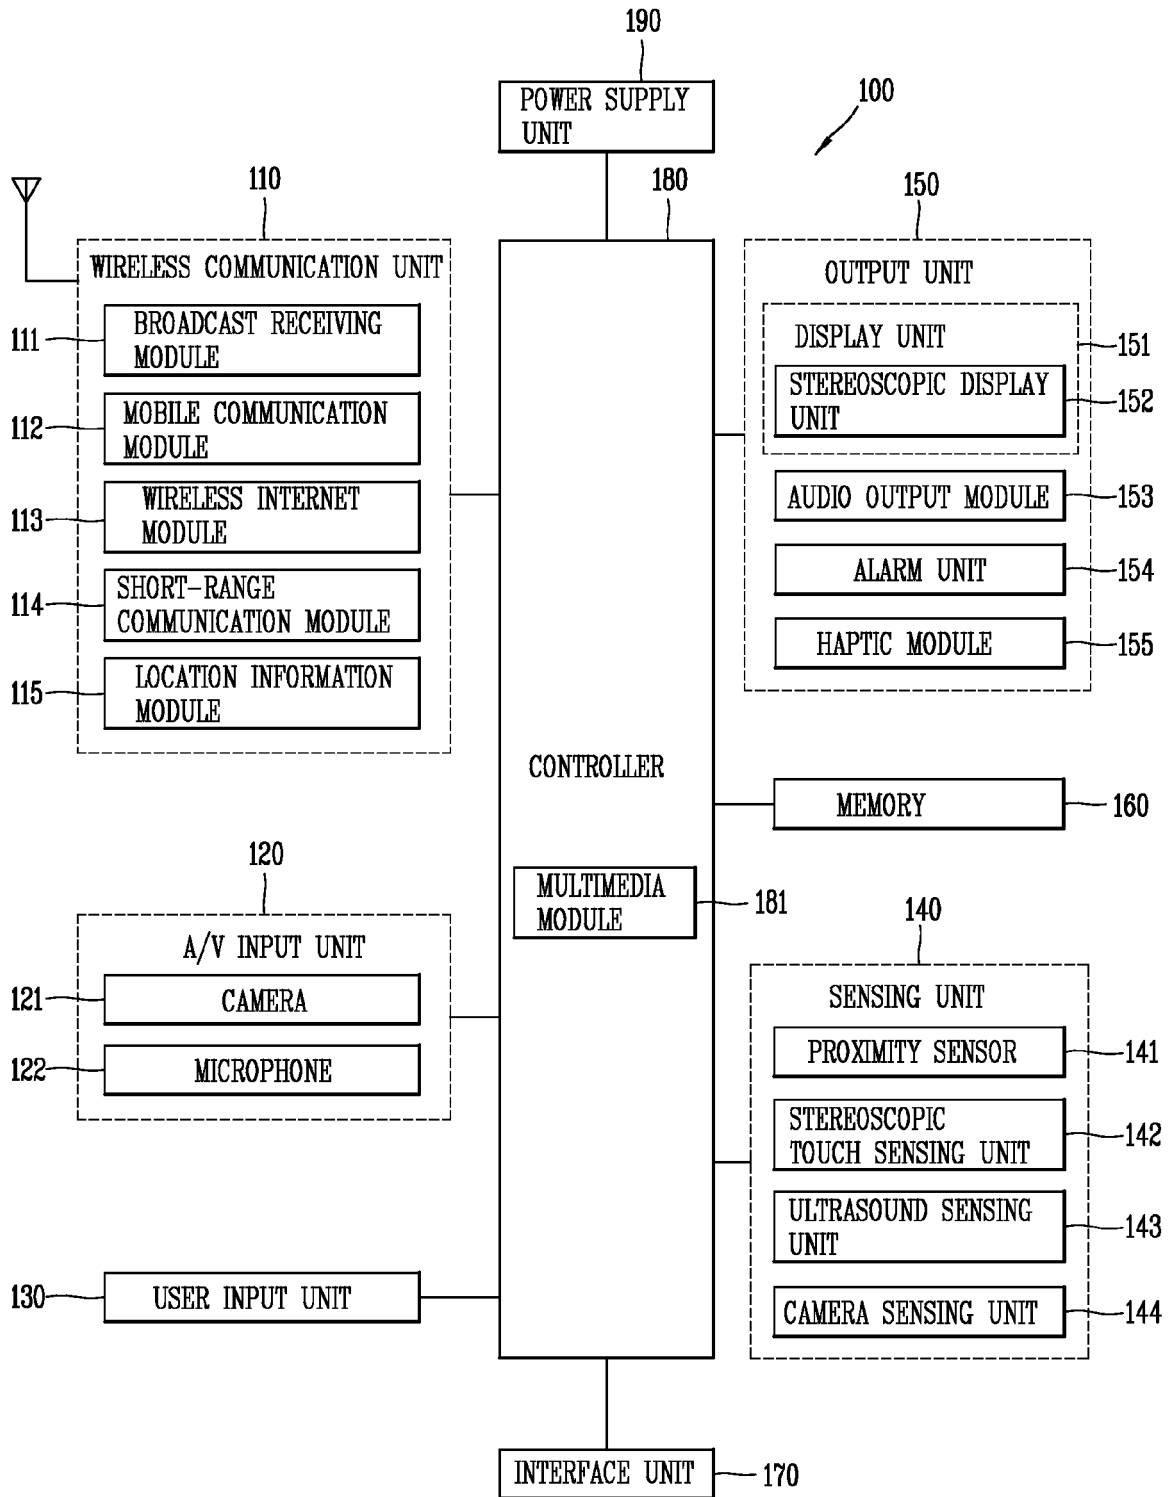 190
POWER SUPPLY
UNIT
100
110
180
150
WIRELESS COMMUNICATION UNIT
111
BROADCAST RECEIVING
MODULE
112
MOBILE COMMUNICATION
MODULE
113
WIRELESS INTERNET
MODULE
114
SHORT-RANGE
COMMUNICATION MODULE
115
LOCATION INFORMATION
MODULE
OUTPUT UNIT
DISPLAY UNIT
151
STEREOSCOPIC DISPLAY
UNIT
152
AUDIO OUTPUT MODULE
153
ALARM UNIT
154
HAPTIC MODULE
155
CONTROLLER
MEMORY
160
MULTIMEDIA
MODULE
181
120
A/V INPUT UNIT
121
CAMERA
122
MICROPHONE
140
SENSING UNIT
PROXIMITY SENSOR
141
STEREOSCOPIC
TOUCH SENSING UNIT
142
ULTRASOUND SENSING
UNIT
143
CAMERA SENSING UNIT
144
130
USER INPUT UNIT
INTERFACE UNIT
170